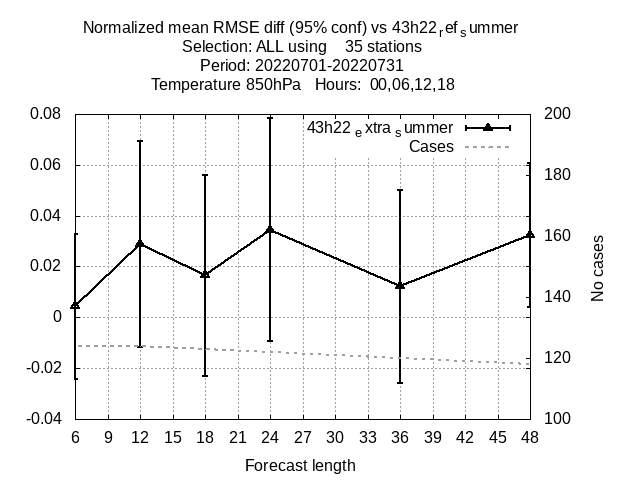 Normalized mean RMSE diff (95% conf) vs 43h22refsummer
Selection: ALL using 35 stations
Period: 20220701-20220731
Temperature 850hPa Hours: 00,06,12,18
43h22extrasummer
Cases
0.08
0.06
0.04
0.02
0
-0.02
-0.04
200
180
160
140
120
100
No cases
6 9 12 15 18 21 24 27 30 33 36 39 42 45 48
Forecast length